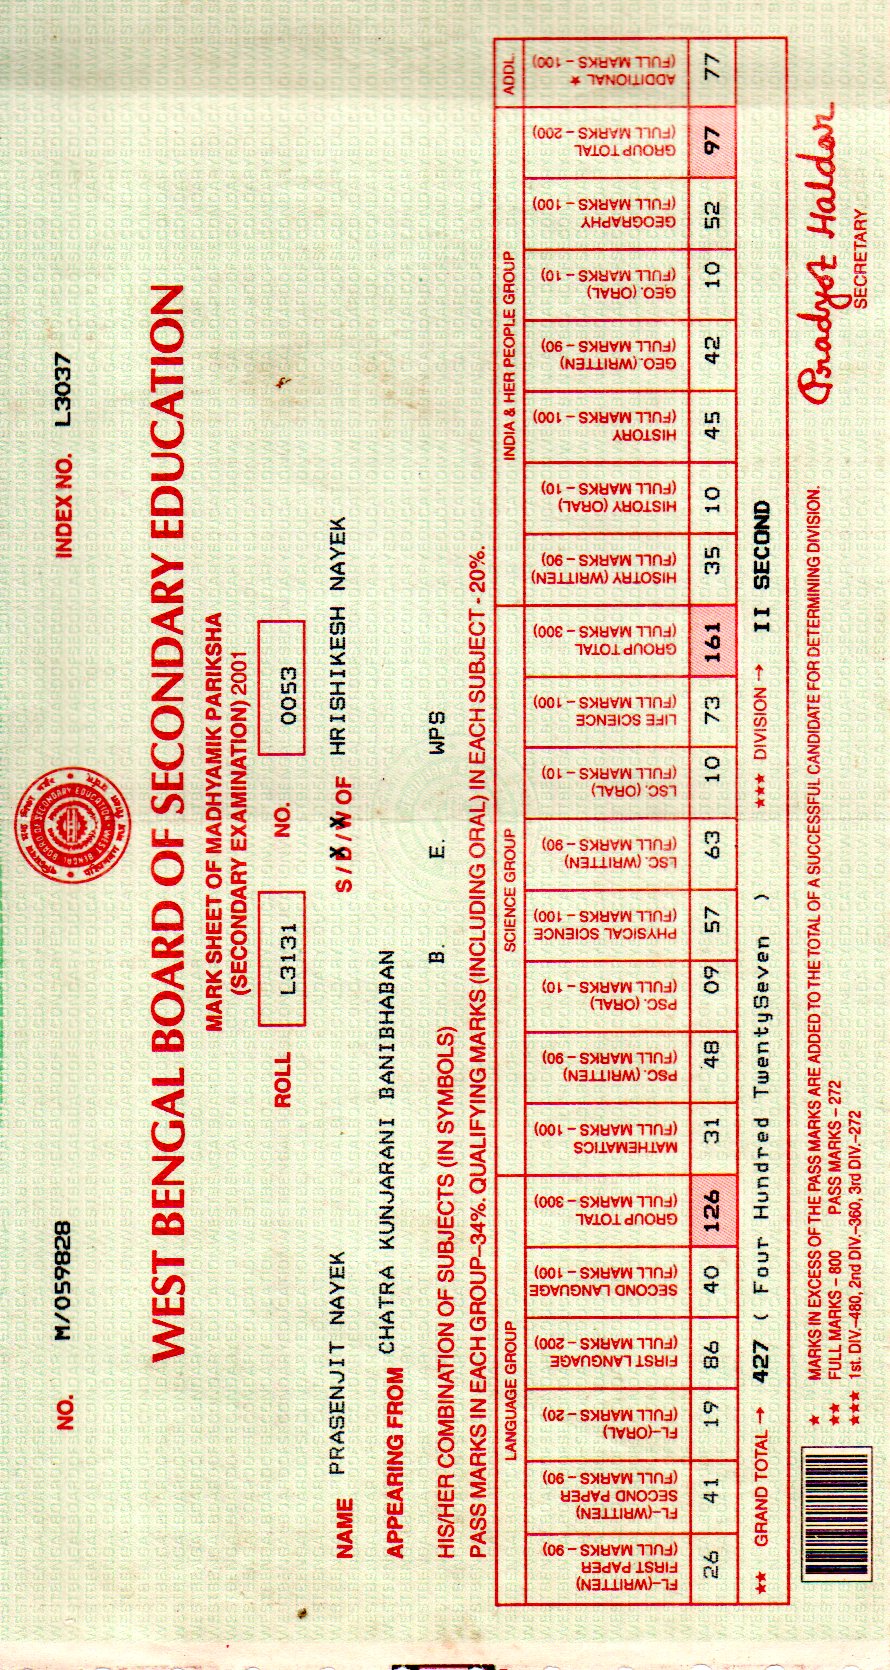 NO. M/059828 INDEX NO. L3037
WEST BENGAL BOARD OF SECONDARY EDUCATION
MARK SHEET OF MADHYAMIK PARIKSHA
(SECONDARY EXAMINATION) 2001
ROLL L3131 NO. 0053
NAME PRASENJIT NAYEK S/D/W OF HRISHIKESH NAYEK
APPEARING FROM CHATRA KUNJARANI BANIBHABAN
HIS/HER COMBINATION OF SUBJECTS (IN SYMBOLS) B. E. WPS
PASS MARKS IN EACH GROUP–34%. QUALIFYING MARKS (INCLUDING ORAL) IN EACH SUBJECT - 20%.
LANGUAGE GROUP SCIENCE GROUP INDIA & HER PEOPLE GROUP ADDL.
FL–(WRITTEN) FIRST PAPER (FULL MARKS – 90)
FL–(WRITTEN) SECOND PAPER (FULL MARKS – 90)
FL–(ORAL) (FULL MARKS – 20)
FIRST LANGUAGE (FULL MARKS – 200)
SECOND LANGUAGE (FULL MARKS – 100)
GROUP TOTAL (FULL MARKS – 300)
MATHEMATICS (FULL MARKS – 100)
PSC. (WRITTEN) (FULL MARKS – 90)
PSC. (ORAL) (FULL MARKS – 10)
PHYSICAL SCIENCE (FULL MARKS – 100)
LSC. (WRITTEN) (FULL MARKS – 90)
LSC. (ORAL) (FULL MARKS – 10)
LIFE SCIENCE (FULL MARKS – 100)
GROUP TOTAL (FULL MARKS – 300)
HISOTRY (WRITTEN) (FULL MARKS – 90)
HISTORY (ORAL) (FULL MARKS – 10)
HISTORY (FULL MARKS – 100)
GEO. (WRITTEN) (FULL MARKS – 90)
GEO. (ORAL) (FULL MARKS – 10)
GEOGRAPHY (FULL MARKS – 100)
GROUP TOTAL (FULL MARKS – 200)
ADDITIONAL ★ (FULL MARKS – 100)
26 41 19 86 40 126 31 48 09 57 63 10 73 161 35 10 45 42 10 52 97 77
★★ GRAND TOTAL → 427 ( Four Hundred TwentySeven ) ★★★ DIVISION → II SECOND
★ MARKS IN EXCESS OF THE PASS MARKS ARE ADDED TO THE TOTAL OF A SUCCESSFUL CANDIDATE FOR DETERMINING DIVISION.
★★ FULL MARKS – 800 PASS MARKS – 272
★★★ 1st. DIV.–480, 2nd DIV.–360, 3rd DIV.–272
Pradyot Haldar
SECRETARY